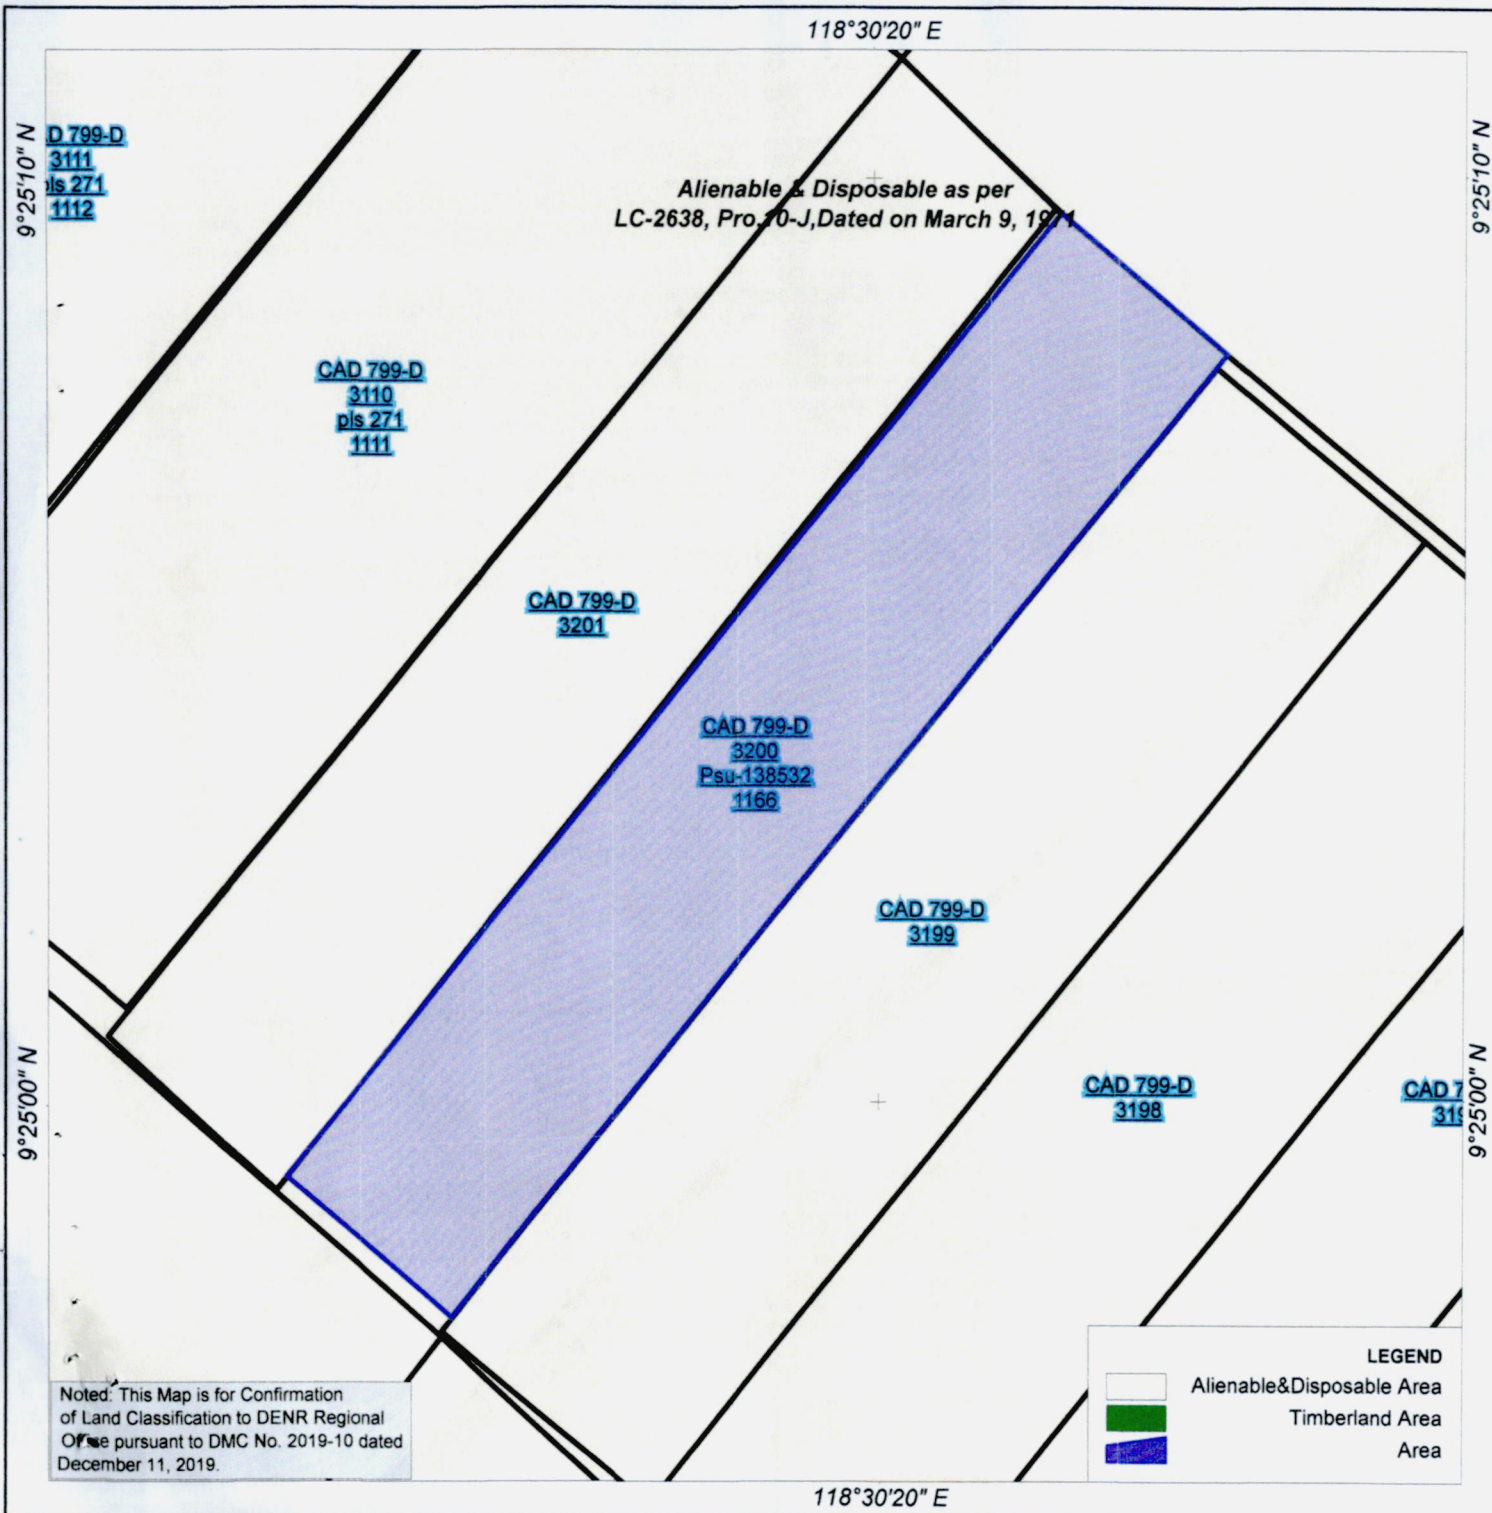 118°30'20" E
9°25'10" N
9°25'10" N
.D 799-D
3111
pls 271
1112
Alienable & Disposable as per
LC-2638, Pro.10-J,Dated on March 9, 1971
CAD 799-D
3110
pls 271
1111
CAD 799-D
3201
CAD 799-D
3200
Psu-138532
1166
CAD 799-D
3199
9°25'00" N
CAD 799-D
3198
CAD 7
319
9°25'00" N
LEGEND
Alienable&Disposable Area
Timberland Area
Area
Noted: This Map is for Confirmation
of Land Classification to DENR Regional
Office pursuant to DMC No. 2019-10 dated
December 11, 2019.
118°30'20" E